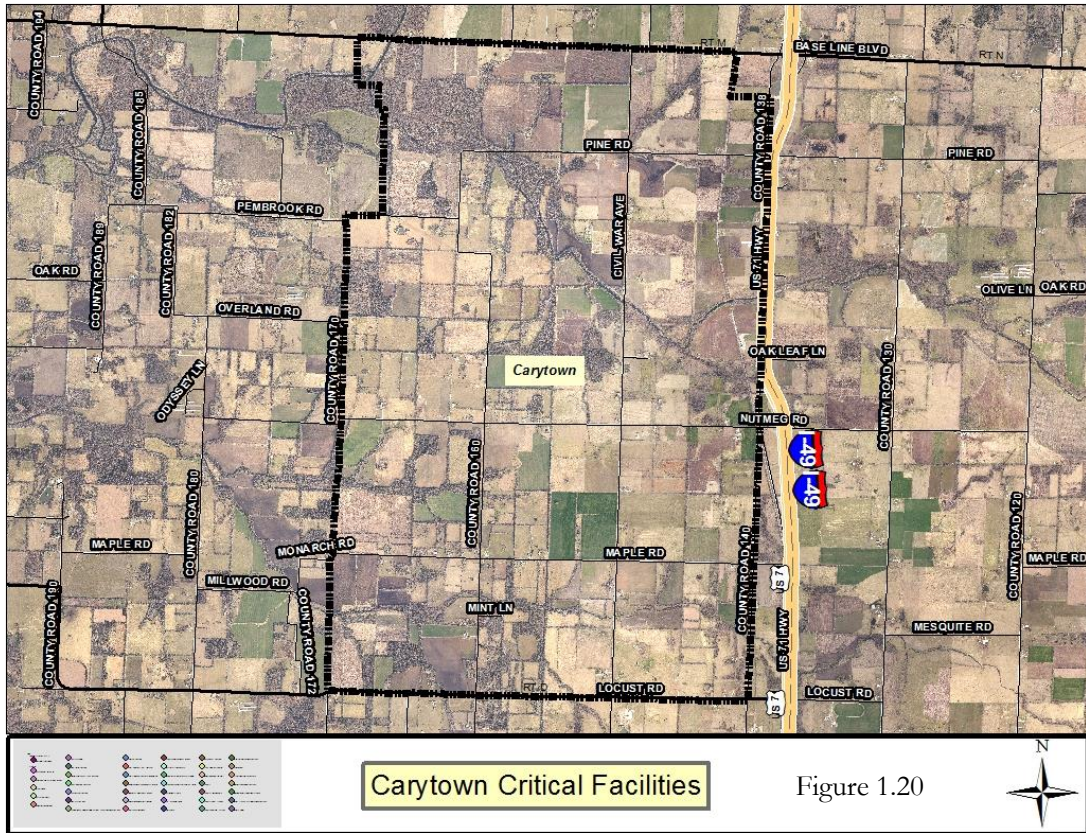 COUNTY ROAD 194
RT M
BASE LINE BLVD
RT N
COUNTY ROAD 185
COUNTY ROAD 138
PINE RD
PINE RD
PEMBROOK RD
COUNTY ROAD 189
COUNTY ROAD 182
CIVIL WAR AVE
US 71 HWY
OAK RD
OLIVE LN
OAK RD
OVERLAND RD
COUNTY ROAD 170
OAK LEAF LN
COUNTY ROAD 130
Carytown
ODYSSEY LN
NUTMEG RD
I-49
I-49
COUNTY ROAD 180
COUNTY ROAD 160
COUNTY ROAD 120
MAPLE RD
MONARCH RD
MAPLE RD
COUNTY ROAD 140
MAPLE RD
MILLWOOD RD
US 7
COUNTY ROAD 190
COUNTY ROAD 172
MINT LN
US 71 HWY
MESQUITE RD
LOCUST RD
US 7
LOCUST RD
Carytown Critical Facilities
Figure 1.20
N